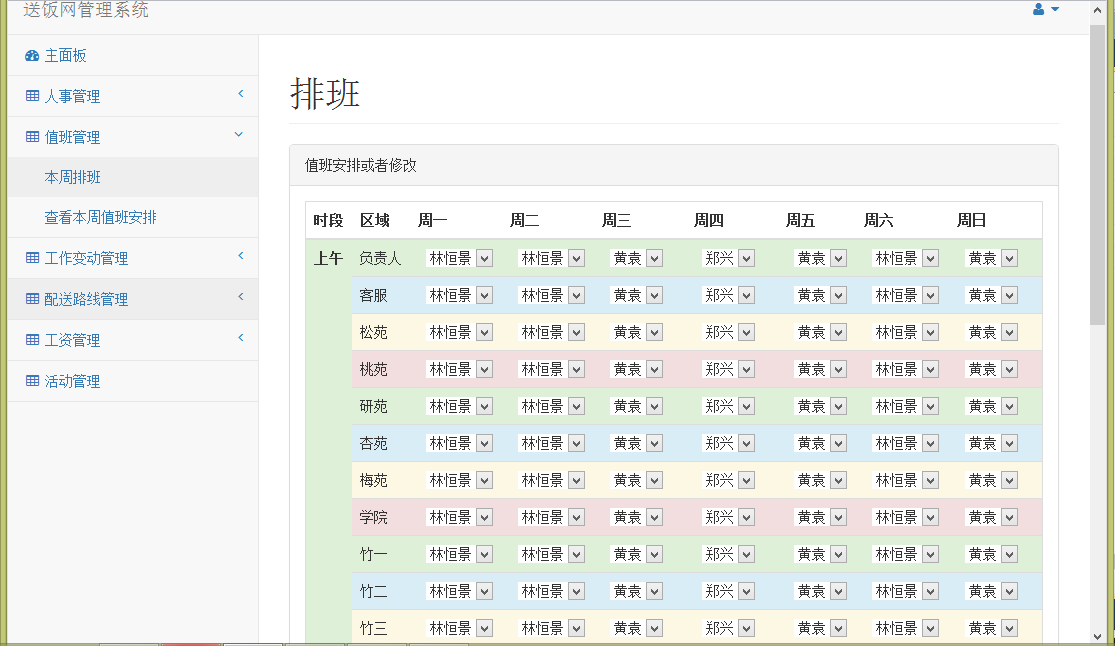 送饭网管理系统
主面板
人事管理
值班管理
本周排班
查看本周值班安排
工作变动管理
配送路线管理
工资管理
活动管理
排班
值班安排或者修改
时段 区域 周一 周二 周三 周四 周五 周六 周日
上午 负责人 林恒景 林恒景 黄袁 郑兴 黄袁 林恒景 黄袁
客服 林恒景 林恒景 黄袁 郑兴 黄袁 林恒景 黄袁
松苑 林恒景 林恒景 黄袁 郑兴 黄袁 林恒景 黄袁
桃苑 林恒景 林恒景 黄袁 郑兴 黄袁 林恒景 黄袁
研苑 林恒景 林恒景 黄袁 郑兴 黄袁 林恒景 黄袁
杏苑 林恒景 林恒景 黄袁 郑兴 黄袁 林恒景 黄袁
梅苑 林恒景 林恒景 黄袁 郑兴 黄袁 林恒景 黄袁
学院 林恒景 林恒景 黄袁 郑兴 黄袁 林恒景 黄袁
竹一 林恒景 林恒景 黄袁 郑兴 黄袁 林恒景 黄袁
竹二 林恒景 林恒景 黄袁 郑兴 黄袁 林恒景 黄袁
竹三 林恒景 林恒景 黄袁 郑兴 黄袁 林恒景 黄袁